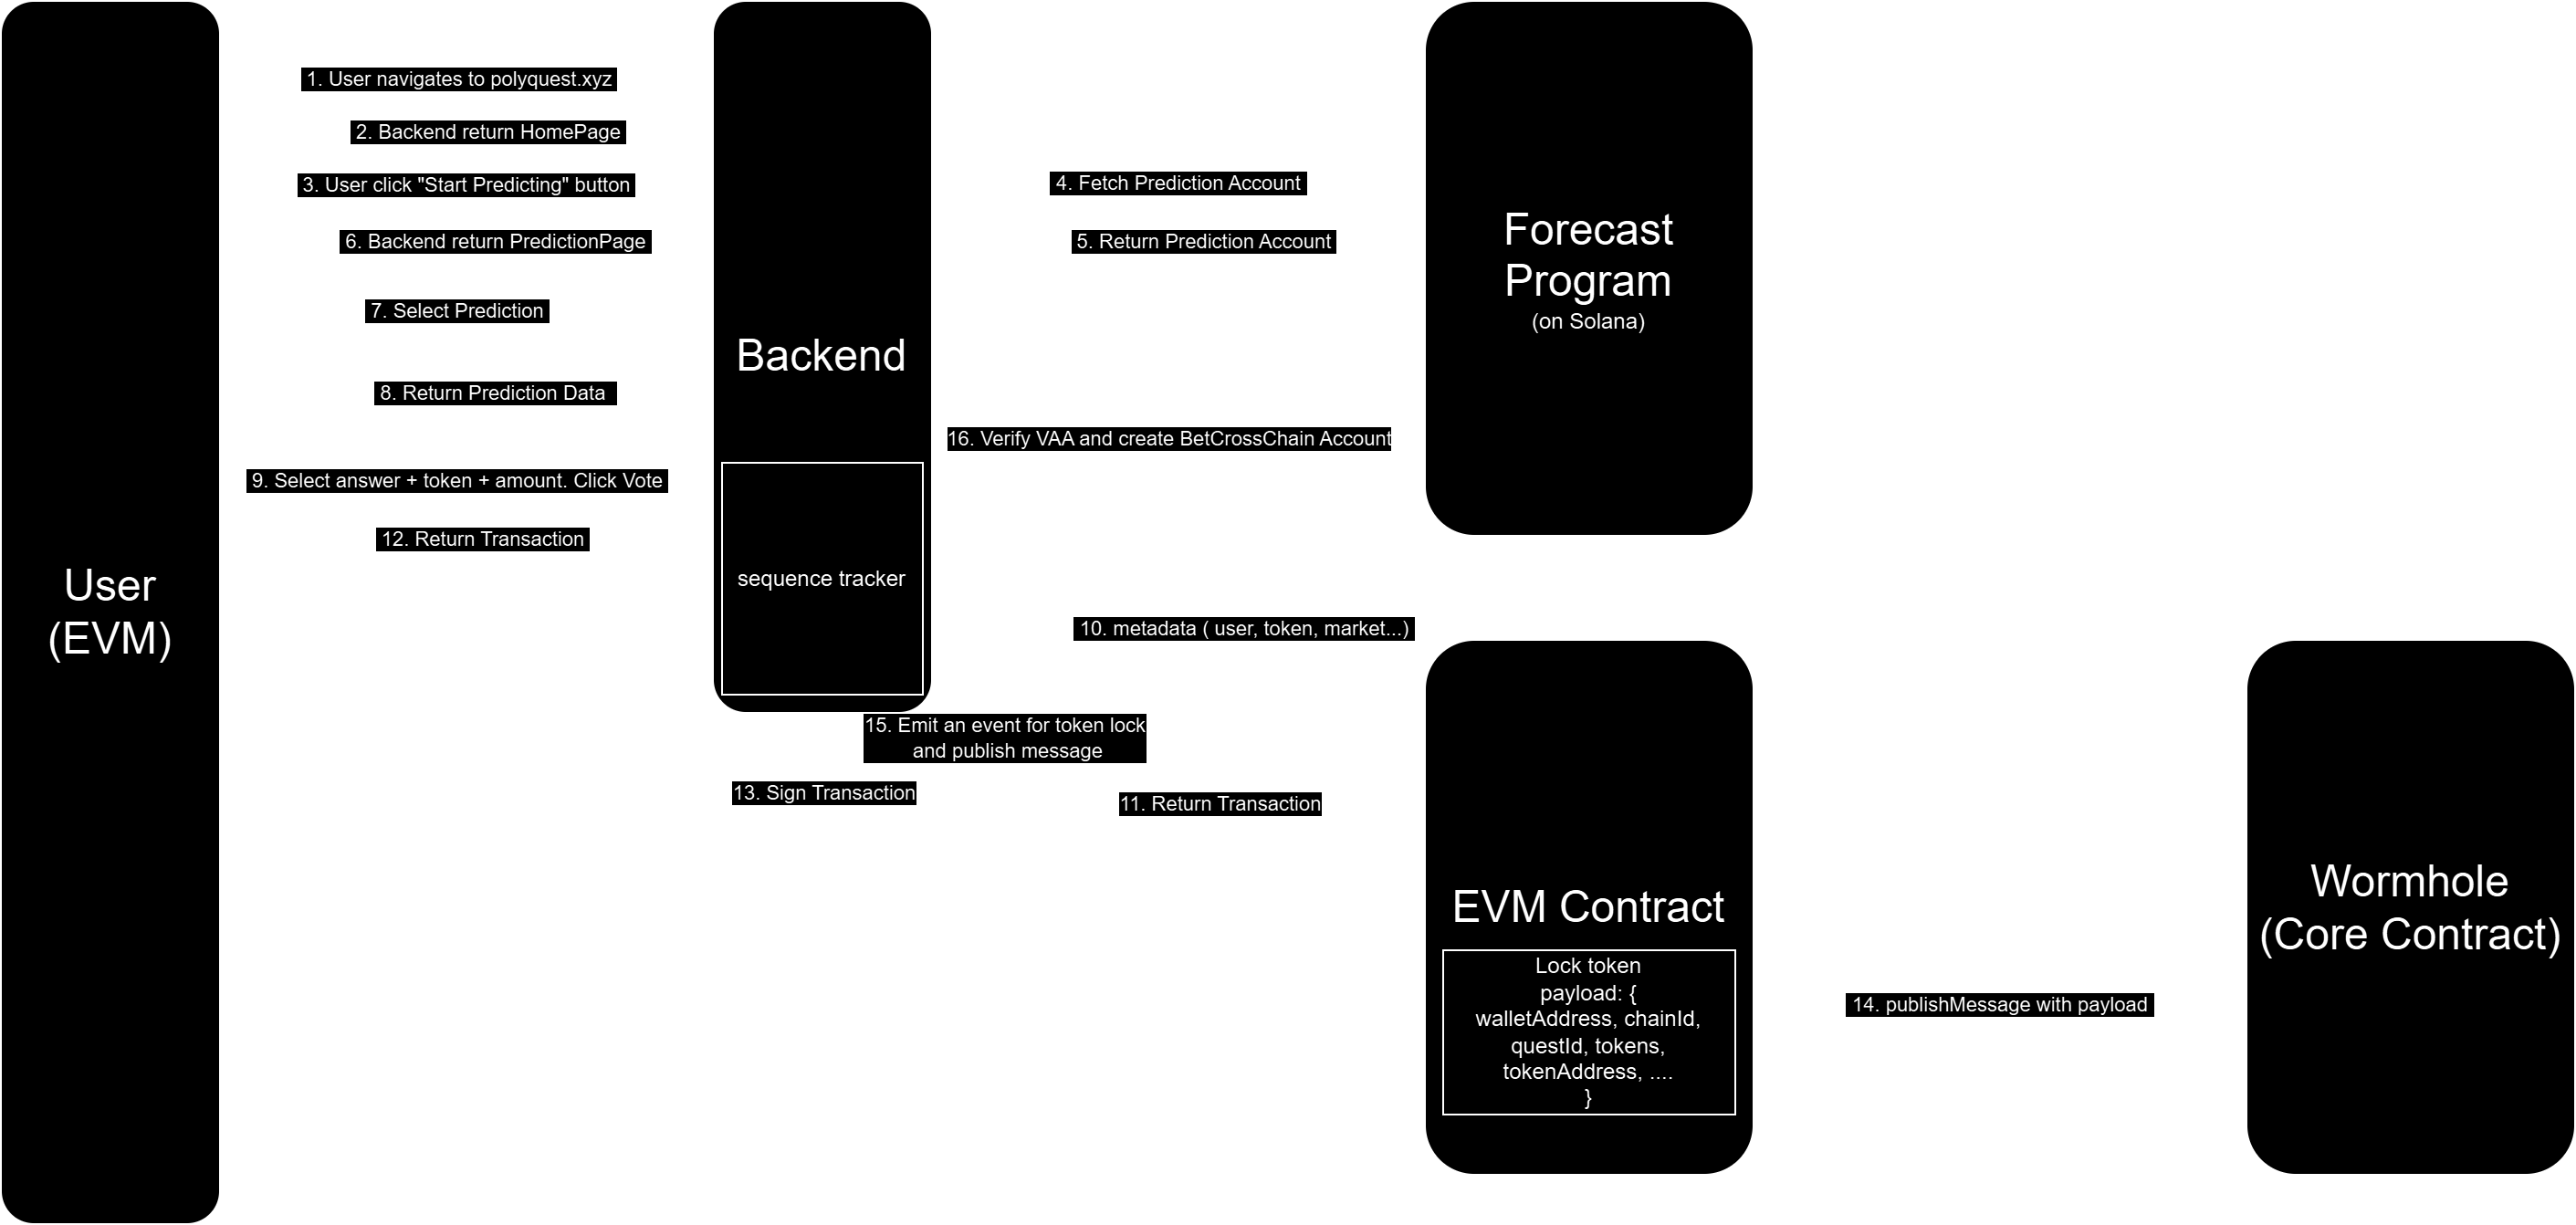 1. User navigates to polyquest.xyz
2. Backend return HomePage
3. User click "Start Predicting" button
4. Fetch Prediction Account
5. Return Prediction Account
6. Backend return PredictionPage
7. Select Prediction
8. Return Prediction Data
9. Select answer + token + amount. Click Vote
12. Return Transaction
User
(EVM)
Backend
sequence tracker
16. Verify VAA and create BetCrossChain Account
Forecast
Program
(on Solana)
10. metadata ( user, token, market...)
15. Emit an event for token lock
and publish message
13. Sign Transaction
11. Return Transaction
EVM Contract
Lock token
payload: {
walletAddress, chainId,
questId, tokens,
tokenAddress, ....
}
14. publishMessage with payload
Wormhole
(Core Contract)